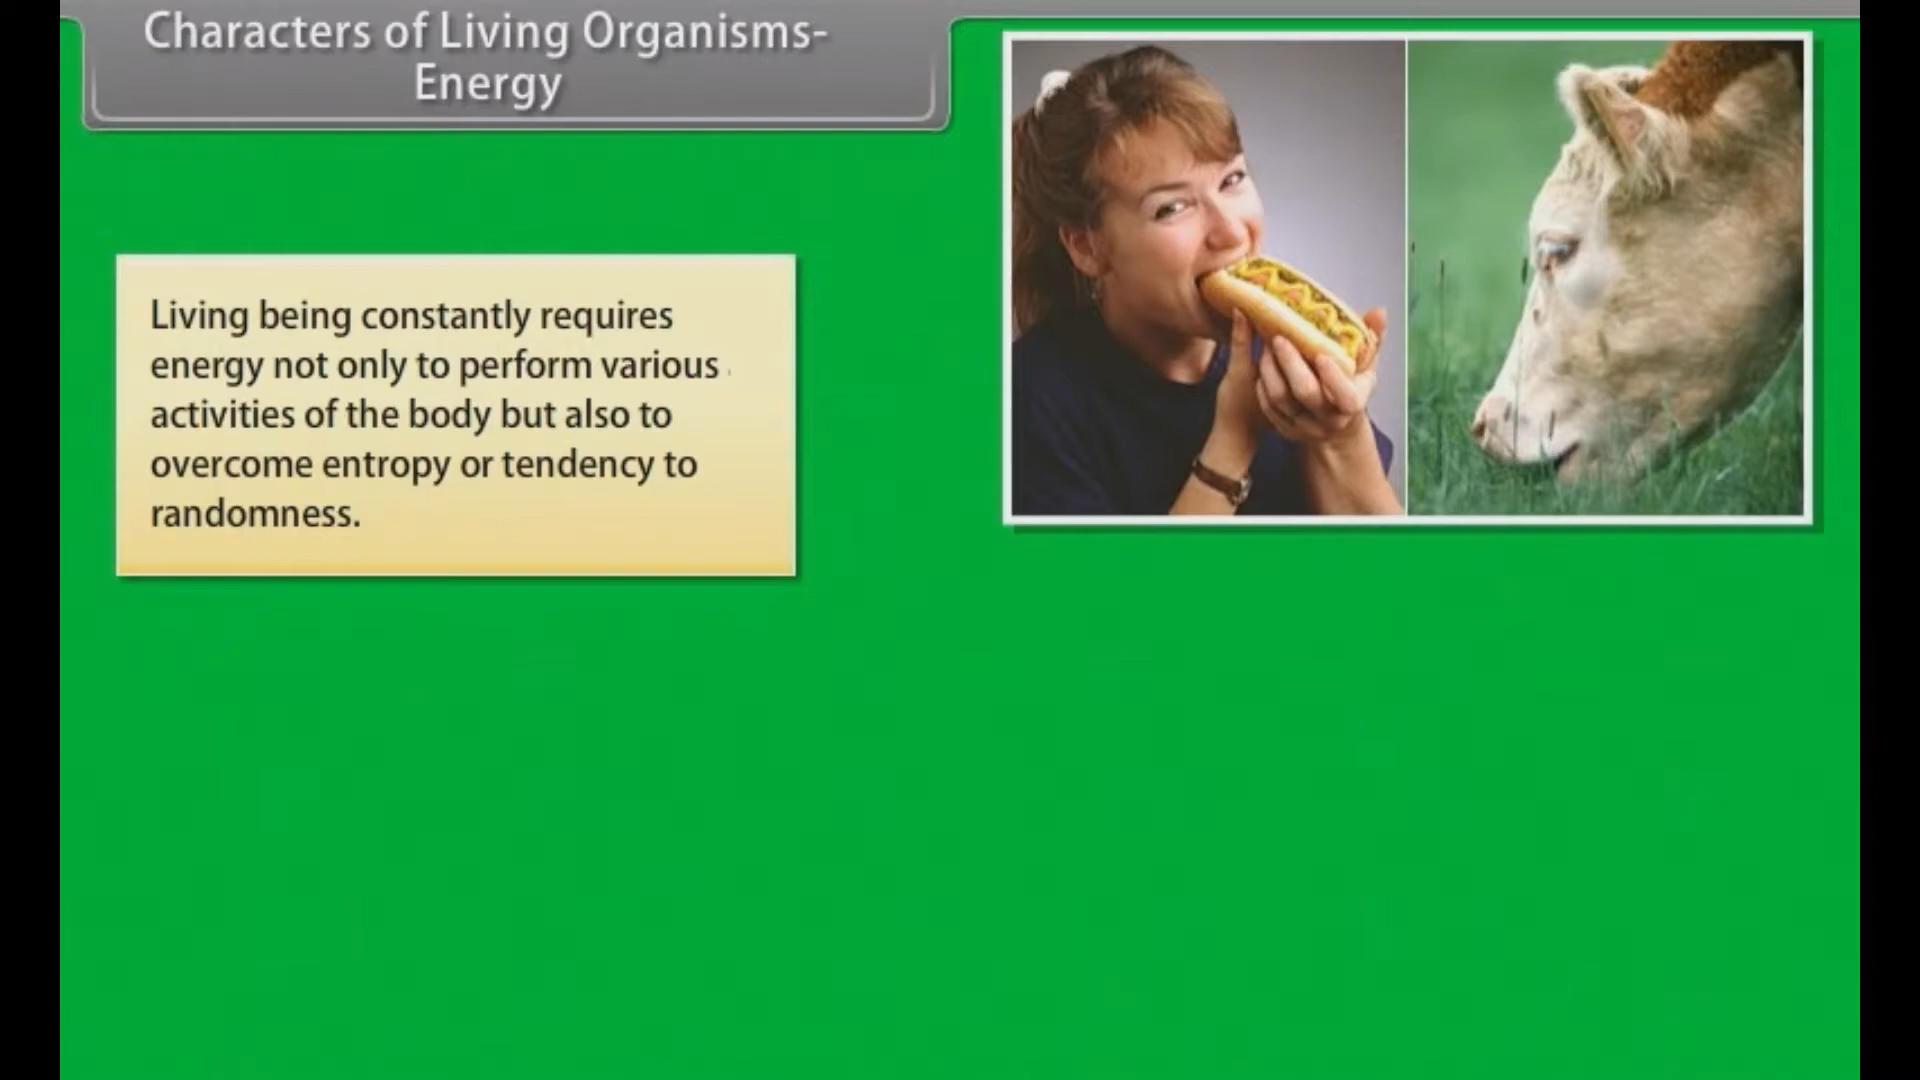 Characters of Living Organisms-
Energy
Living being constantly requires
energy not only to perform various
activities of the body but also to
overcome entropy or tendency to
randomness.